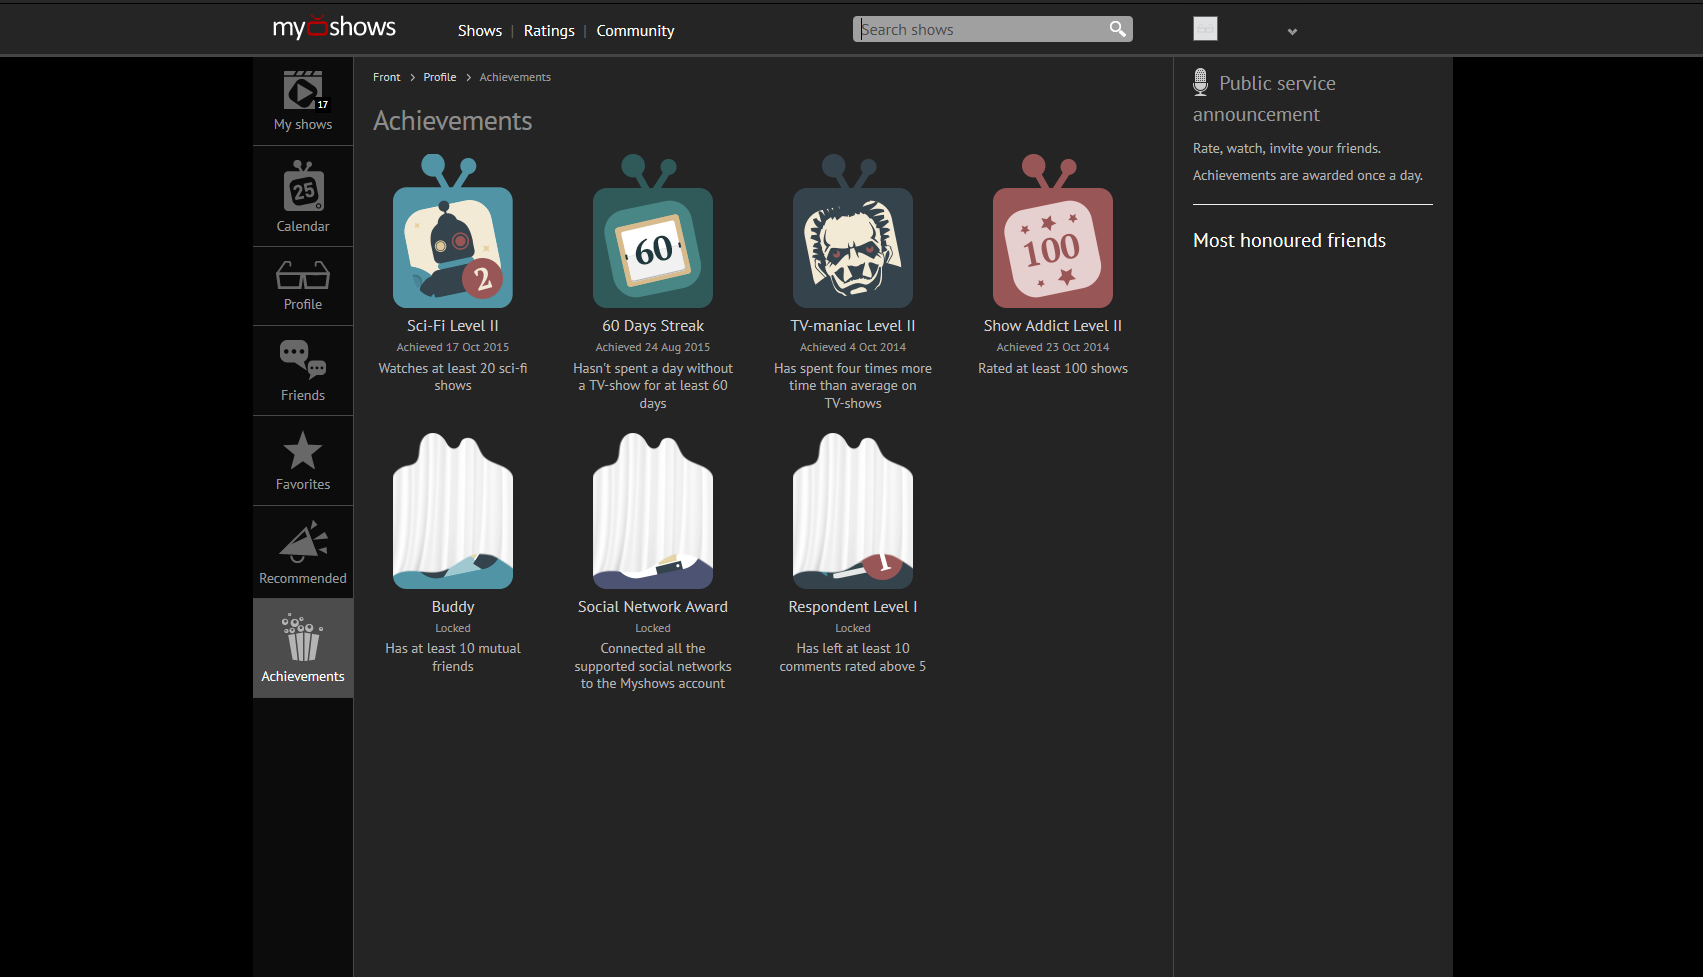 myshows
Shows | Ratings | Community
Search shows
17
My shows
25
Calendar
Profile
Friends
Favorites
Recommended
Achievements
Front > Profile > Achievements
Achievements
2
Sci-Fi Level II
Achieved 17 Oct 2015
Watches at least 20 sci-fi
shows
60
60 Days Streak
Achieved 24 Aug 2015
Hasn't spent a day without
a TV-show for at least 60
days
TV-maniac Level II
Achieved 4 Oct 2014
Has spent four times more
time than average on
TV-shows
100
Show Addict Level II
Achieved 23 Oct 2014
Rated at least 100 shows
Buddy
Locked
Has at least 10 mutual
friends
Social Network Award
Locked
Connected all the
supported social networks
to the Myshows account
1
Respondent Level I
Locked
Has left at least 10
comments rated above 5
Public service
announcement
Rate, watch, invite your friends.
Achievements are awarded once a day.
Most honoured friends